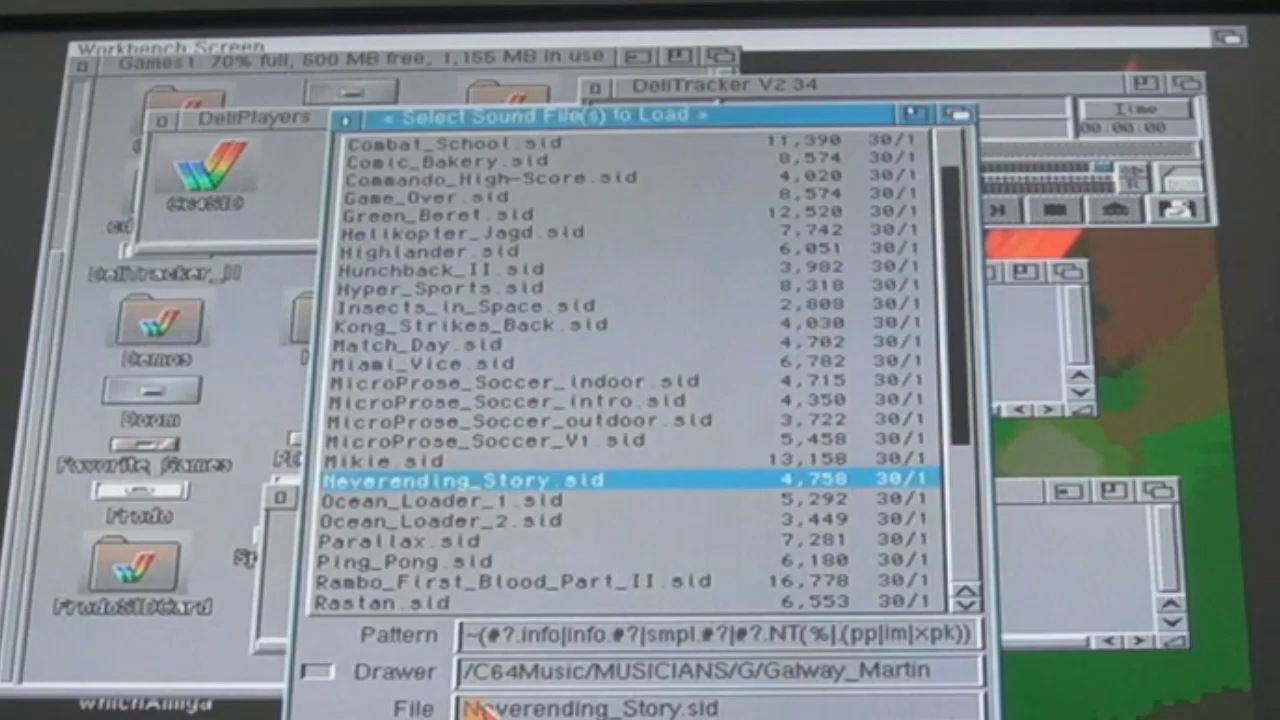 Workbench Screen
Games1 70% full, 600 MB free, 1,155 MB in use
DeliTracker V2.34
Time
00:00:00
DeliPlayers
« Select Sound File(s) to Load »
Combat_School.sid 11,390 30/1
Comic_Bakery.sid 8,574 30/1
Commando_High-Score.sid 4,020 30/1
Game_Over.sid 8,574 30/1
Green_Beret.sid 12,520 30/1
Helikopter_Jagd.sid 7,742 30/1
Highlander.sid 6,051 30/1
Hunchback_II.sid 3,982 30/1
Hyper_Sports.sid 8,318 30/1
Insects_in_Space.sid 2,808 30/1
Kong_Strikes_Back.sid 4,030 30/1
Match_Day.sid 4,702 30/1
Miami_Vice.sid 6,782 30/1
MicroProse_Soccer_indoor.sid 4,715 30/1
MicroProse_Soccer_intro.sid 4,350 30/1
MicroProse_Soccer_outdoor.sid 3,722 30/1
MicroProse_Soccer_V1.sid 5,458 30/1
Mikie.sid 13,158 30/1
Neverending_Story.sid 4,758 30/1
Ocean_Loader_1.sid 5,292 30/1
Ocean_Loader_2.sid 3,449 30/1
Parallax.sid 7,281 30/1
Ping_Pong.sid 6,180 30/1
Rambo_First_Blood_Part_II.sid 16,778 30/1
Rastan.sid 6,553 30/1
Pattern ~(#?.info|info.#?|smpl.#?|#?.NT(%|.(pp|im|xpk))
Drawer /C64Music/MUSICIANS/G/Galway_Martin
File Neverending_Story.sid
DeliTracker_II
Demos
Doom
Favorite_Games
Frodo
FrodoSIDCard
WhichAmiga